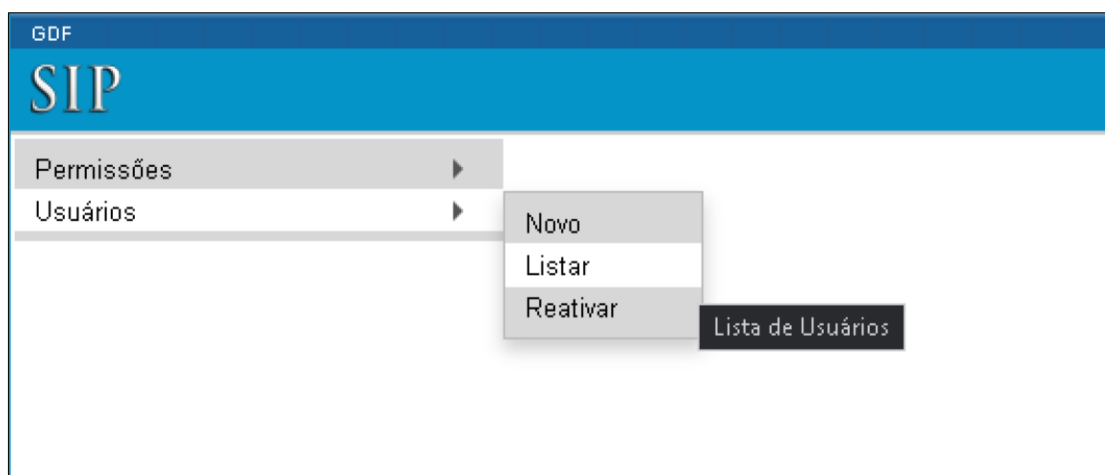 GDF
SIP
Permissões
Usuários
Novo
Listar
Reativar
Lista de Usuários